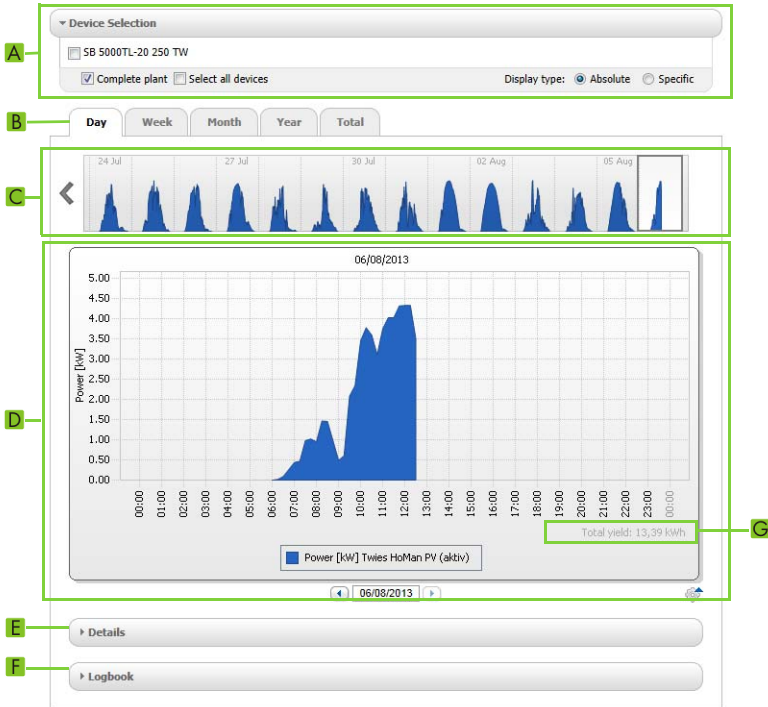 Device Selection
A
SB 5000TL-20 250 TW
Complete plant Select all devices Display type: Absolute Specific
B
Day Week Month Year Total
C
24 Jul 27 Jul 30 Jul 02 Aug 05 Aug
D
06/08/2013
Power [kW]
5.00
4.50
4.00
3.50
3.00
2.50
2.00
1.50
1.00
0.50
0.00
00:00 01:00 02:00 03:00 04:00 05:00 06:00 07:00 08:00 09:00 10:00 11:00 12:00 13:00 14:00 15:00 16:00 17:00 18:00 19:00 20:00 21:00 22:00 23:00 00:00
Total yield: 13,39 kWh
G
Power [kW] Twies HoMan PV (aktiv)
06/08/2013
E
Details
F
Logbook